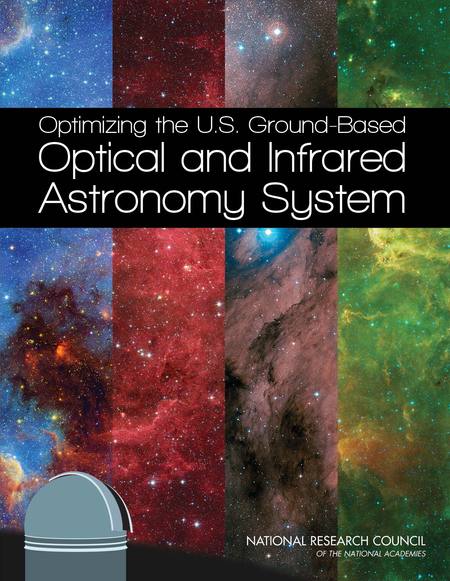 Optimizing the U.S. Ground-Based
Optical and Infrared
Astronomy System
NATIONAL RESEARCH COUNCIL
OF THE NATIONAL ACADEMIES